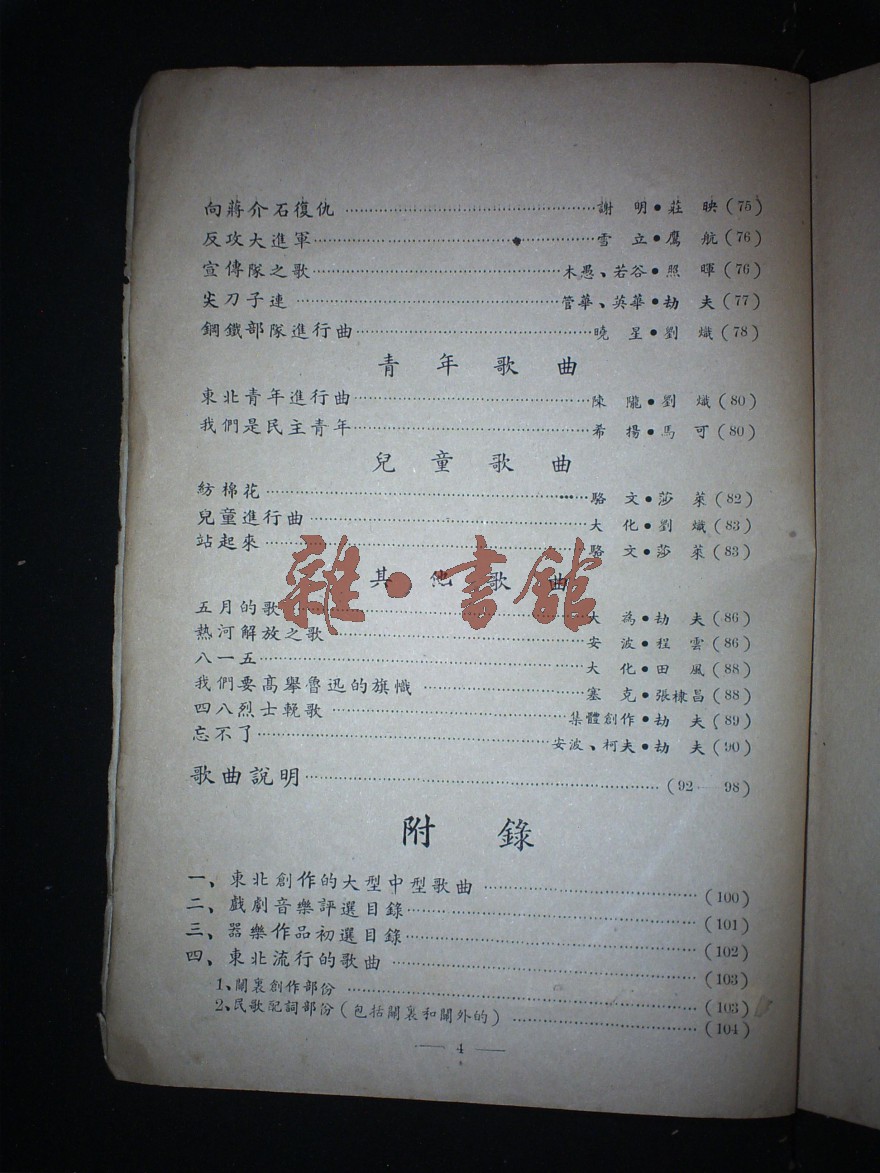 向蔣介石復仇……謝 明•莊 映(75)
反攻大進軍……雪 立•鷹 航(76)
宣傳隊之歌……木愚、若谷•照 暉(76)
尖刀子連……管華、英華•劫 夫(77)
鋼鐵部隊進行曲……曉 星•劉 熾(78)
青年歌曲
東北青年進行曲……陳 隴•劉 熾(80)
我們是民主青年……希 揚•馬 可(80)
兒童歌曲
紡棉花……駱 文•莎 萊(82)
兒童進行曲……大 化•劉 熾(83)
站起來……駱 文•莎 萊(83)
其他歌曲
五月的歌……大 為•劫 夫(86)
熱河解放之歌……安 波•程 雲(86)
八一五……大 化•田 風(88)
我們要高舉魯迅的旗幟……塞 克•張棣昌(88)
四八烈士輓歌……集體創作•劫 夫(89)
忘不了……安波、柯夫•劫 夫(90)
歌曲說明……(92——98)
附錄
一、東北創作的大型中型歌曲……(100)
二、戲劇音樂評選目錄……(101)
三、器樂作品初選目錄……(102)
四、東北流行的歌曲……(103)
1、關裏創作部份……(103)
2、民歌配詞部份(包括關裏和關外的)……(104)
— 4 —
雜·書館